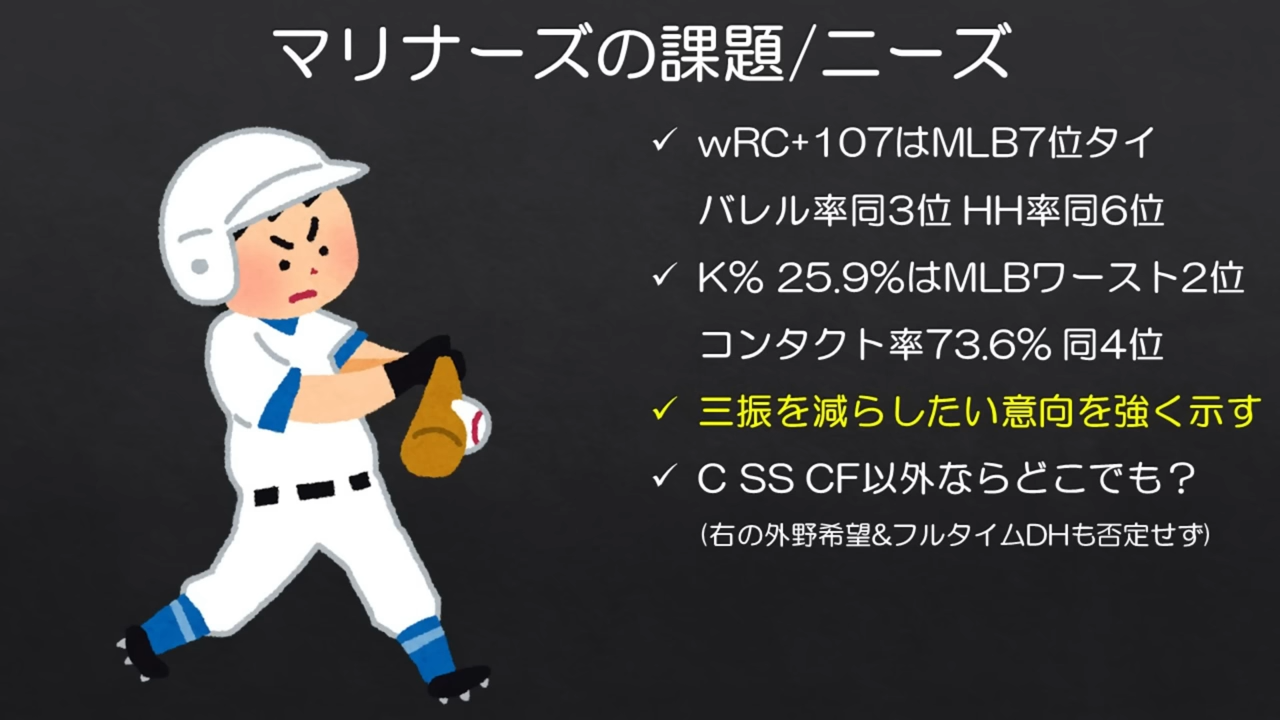 マリナーズの課題/ニーズ
✓ wRC+107はMLB7位タイ
バレル率同3位 HH率同6位
✓ K% 25.9%はMLBワースト2位
コンタクト率73.6% 同4位
✓ 三振を減らしたい意向を強く示す
✓ C SS CF以外ならどこでも？
(右の外野希望&フルタイムDHも否定せず)